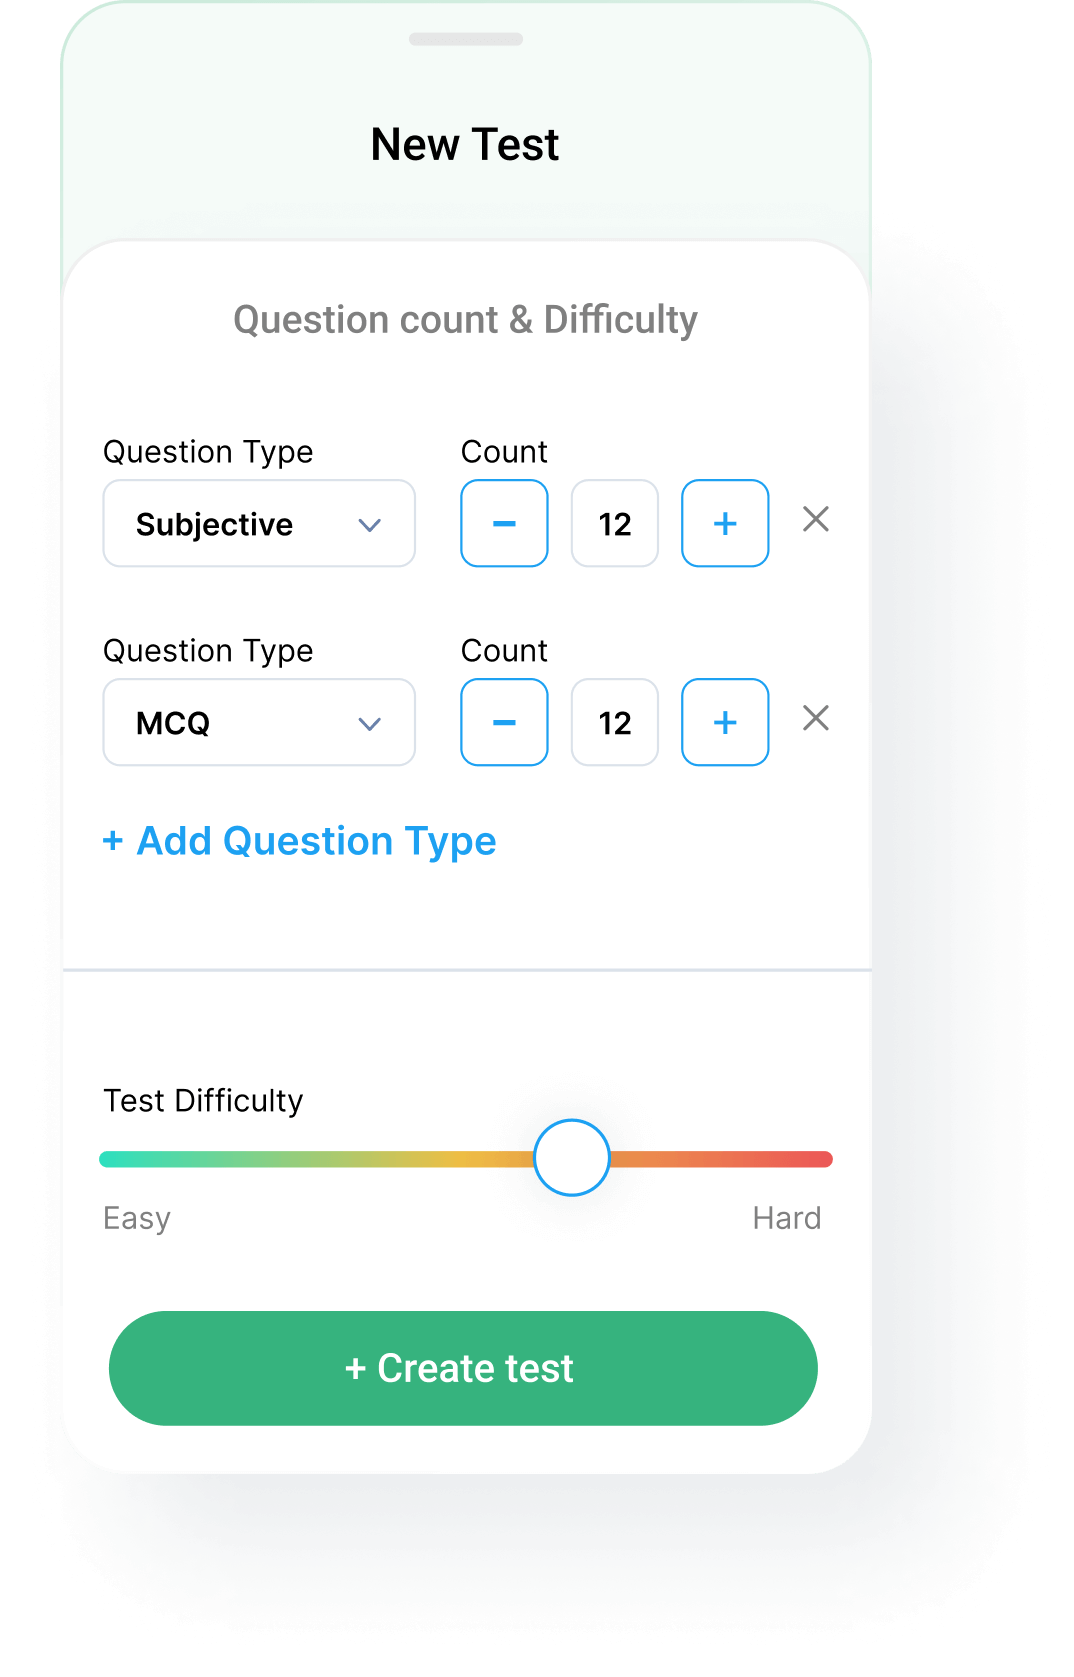 New Test
Question count & Difficulty
Question Type Count
Subjective − 12 + ×
Question Type Count
MCQ − 12 + ×
+ Add Question Type
Test Difficulty
Easy Hard
+ Create test